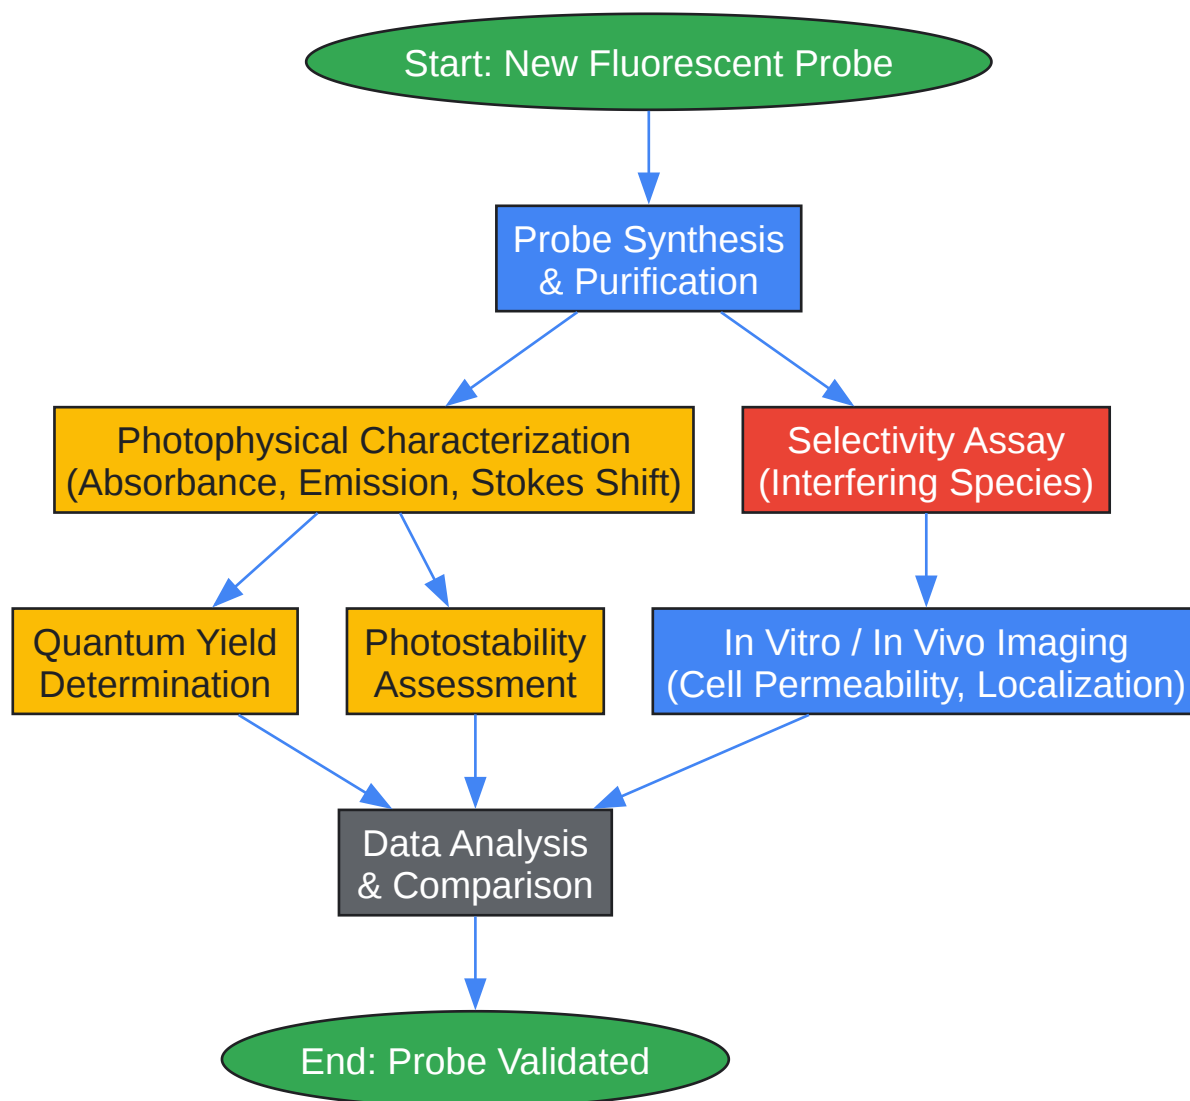 Start: New Fluorescent Probe
Probe Synthesis
& Purification
Photophysical Characterization
(Absorbance, Emission, Stokes Shift)
Selectivity Assay
(Interfering Species)
Quantum Yield
Determination
Photostability
Assessment
In Vitro / In Vivo Imaging
(Cell Permeability, Localization)
Data Analysis
& Comparison
End: Probe Validated